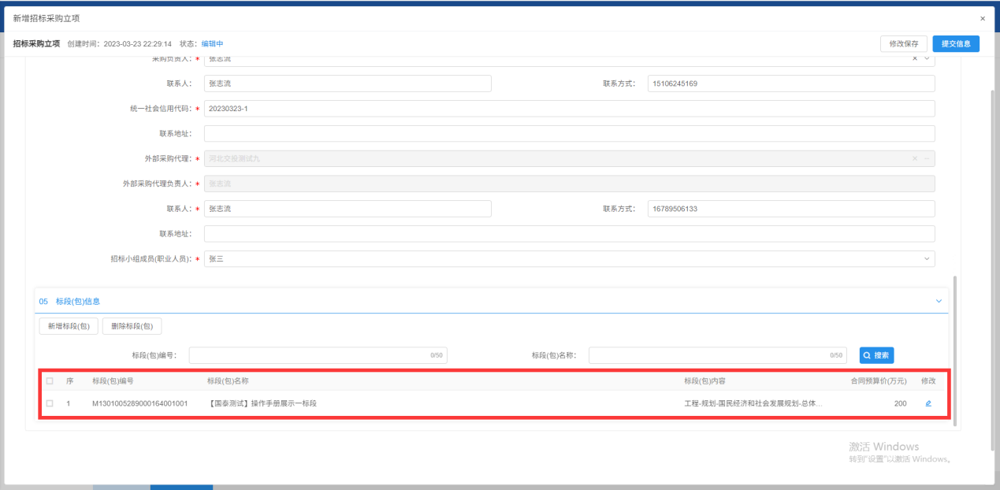 新增招标采购立项 ×
招标采购立项 创建时间: 2023-03-23 22:29:14 状态: 编辑中 修改保存 提交信息
采购负责人: * 张志流 ×
联系人: 张志流 联系方式: 15106245169
统一社会信用代码: * 20230323-1
联系地址:
外部采购代理: * 河北交投测试九 ×
外部采购代理负责人: * 张志流
联系人: * 张志流 联系方式: 16789506133
联系地址:
招标小组成员(职业人员): * 张三
05 标段(包)信息
新增标段(包) 删除标段(包)
标段(包)编号: 0/50 标段(包)名称: 0/50 搜索
序 标段(包)编号 标段(包)名称 标段(包)内容 合同预算价(万元) 修改
1 M1301005289000164001001 【国泰测试】操作手册展示一标段 工程-规划-国民经济和社会发展规划-总体... 200
激活 Windows
转到"设置"以激活 Windows。